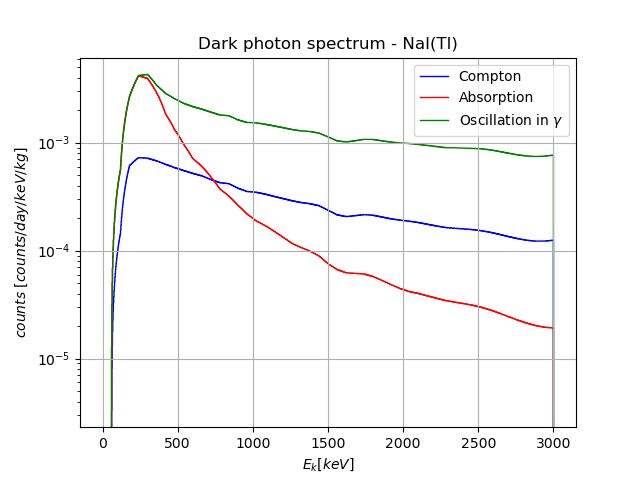 Dark photon spectrum - NaI(Tl)
Compton
Absorption
Oscillation in γ
counts [counts/day/keV/kg]
10⁻³
10⁻⁴
10⁻⁵
0 500 1000 1500 2000 2500 3000
E_k[keV]